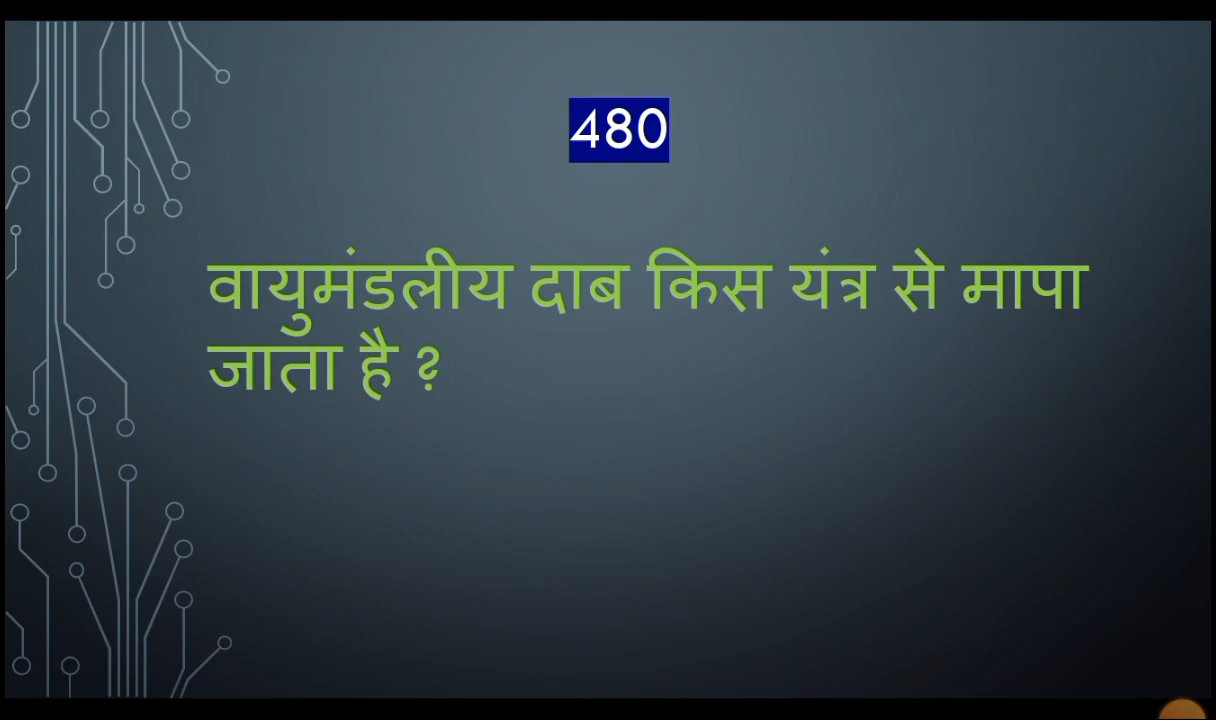 480
वायुमंडलीय दाब किस यंत्र से मापा
जाता है ?